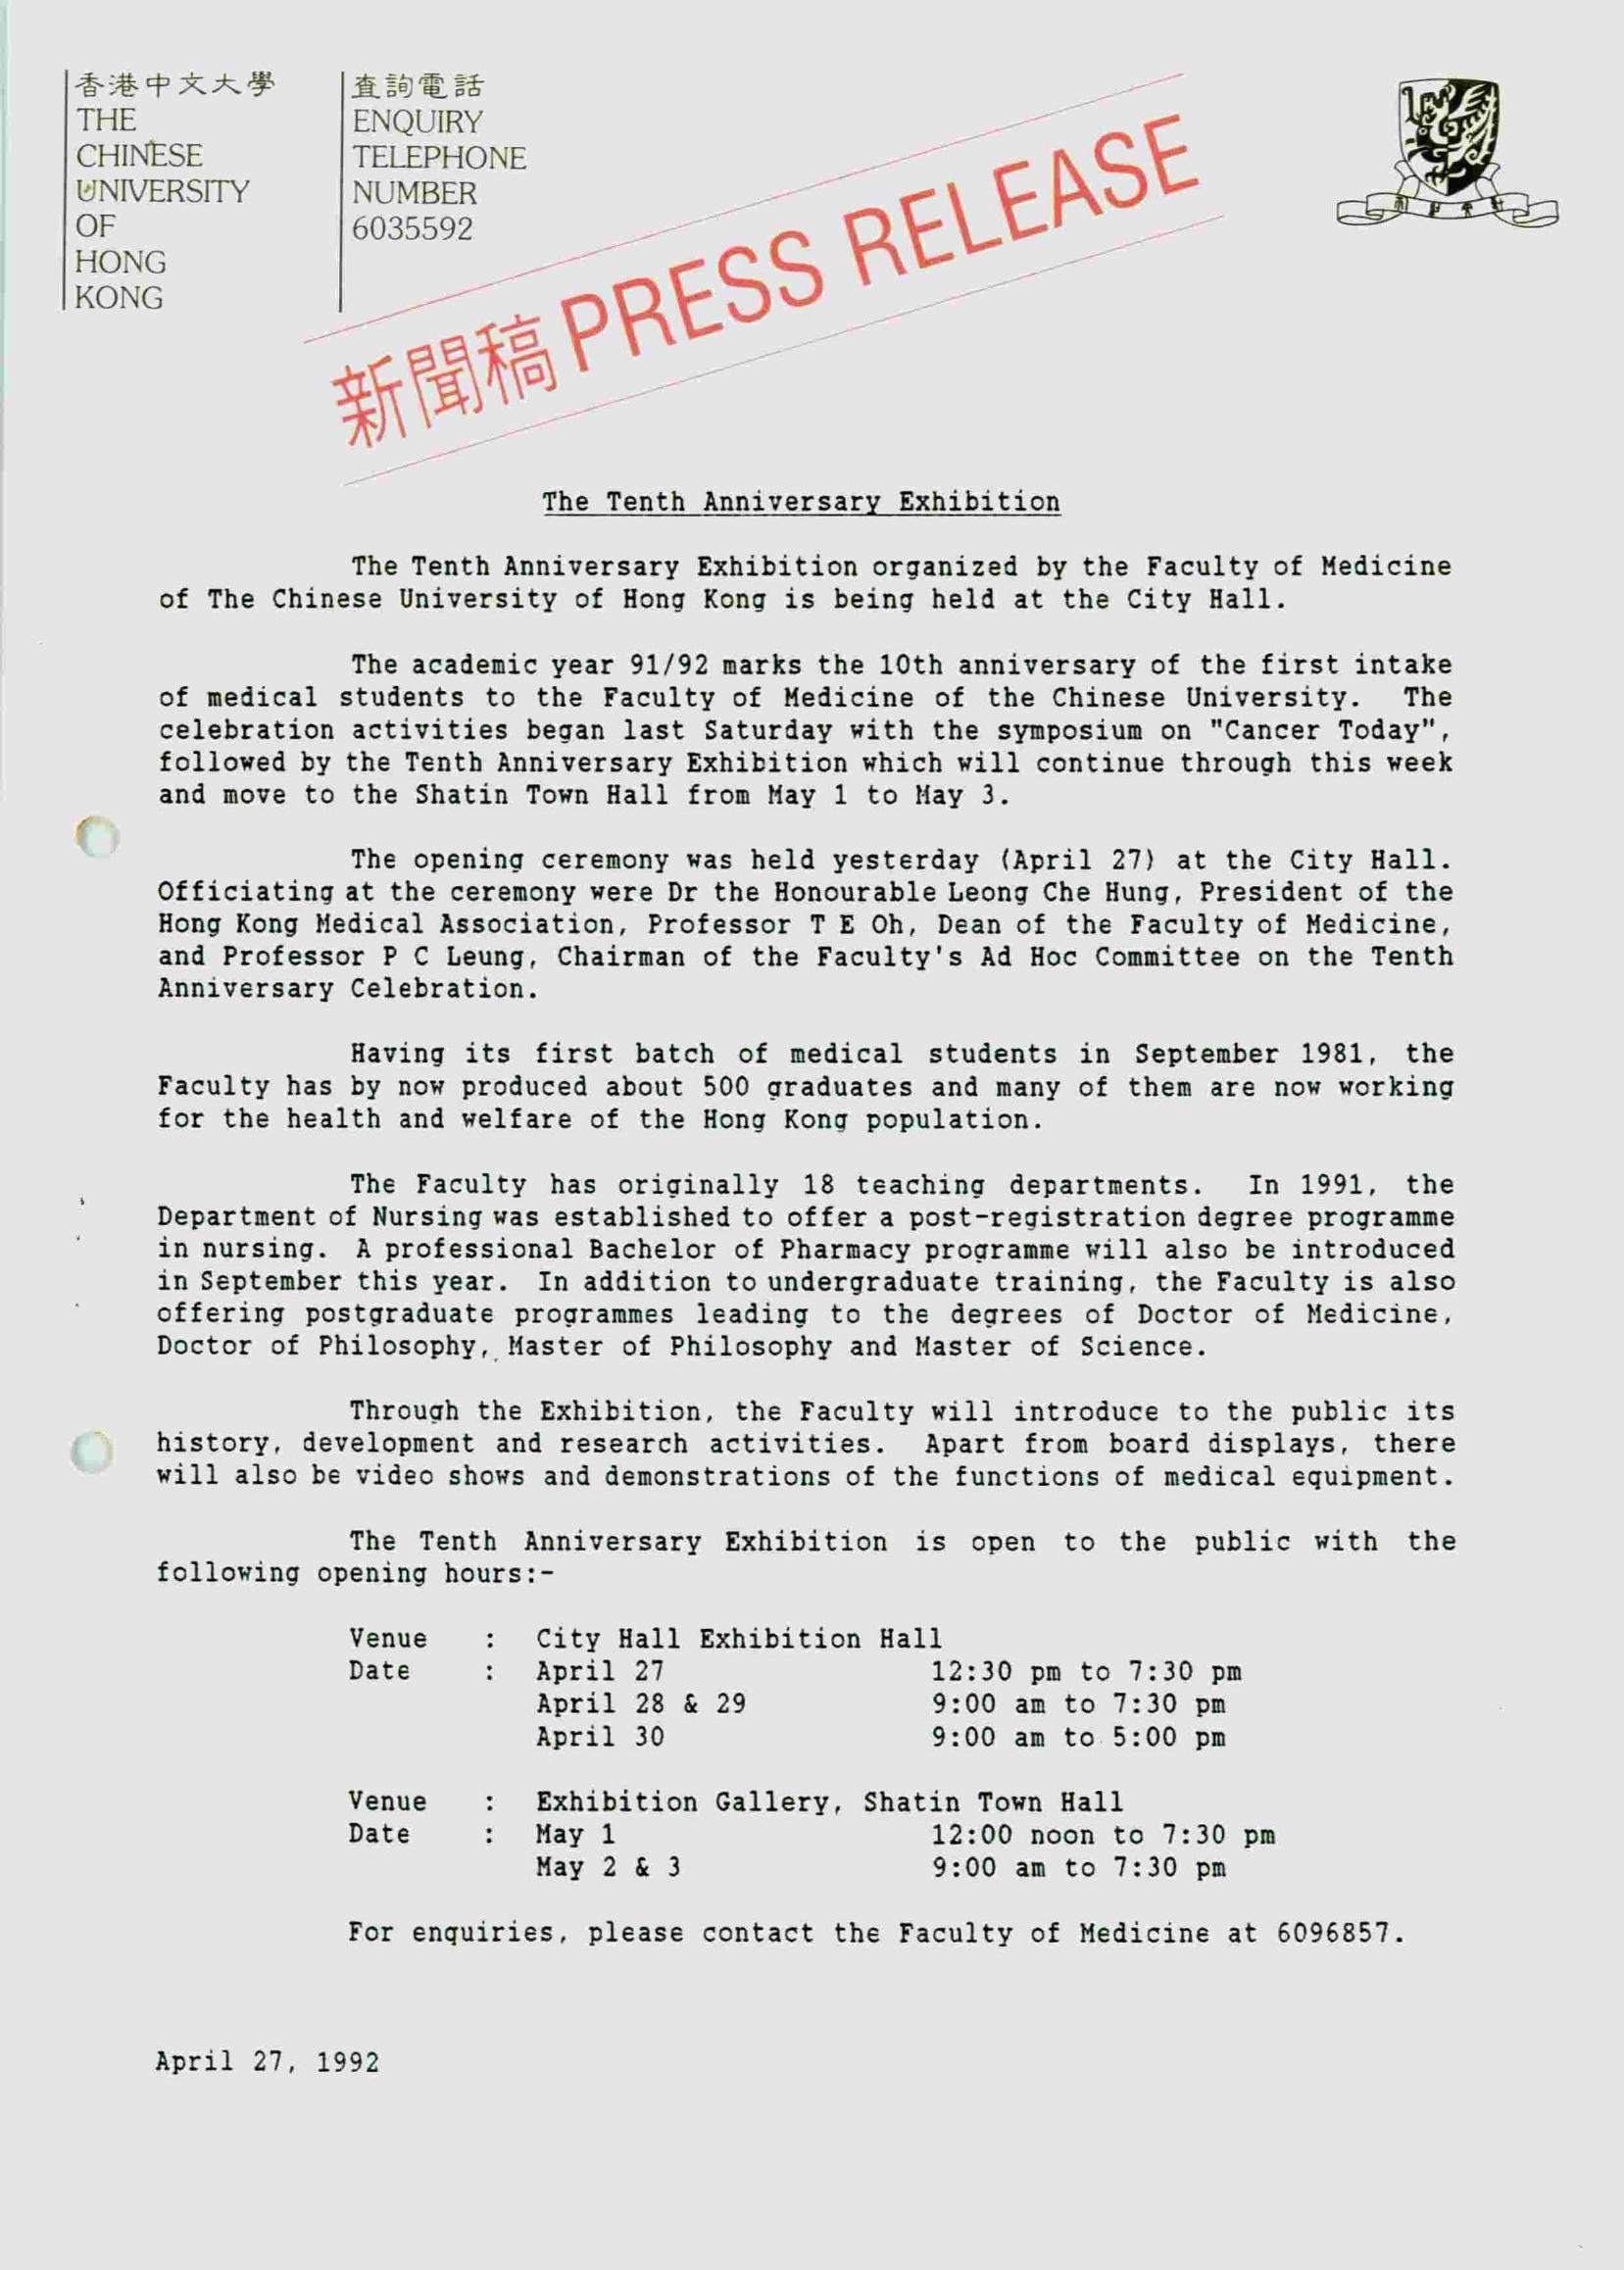 香港中文大學
THE
CHINESE
UNIVERSITY
OF
HONG
KONG
查詢電話
ENQUIRY
TELEPHONE
NUMBER
6035592
新聞稿 PRESS RELEASE
The Tenth Anniversary Exhibition
The Tenth Anniversary Exhibition organized by the Faculty of Medicine
of The Chinese University of Hong Kong is being held at the City Hall.
The academic year 91/92 marks the 10th anniversary of the first intake
of medical students to the Faculty of Medicine of the Chinese University. The
celebration activities began last Saturday with the symposium on "Cancer Today",
followed by the Tenth Anniversary Exhibition which will continue through this week
and move to the Shatin Town Hall from May 1 to May 3.
The opening ceremony was held yesterday (April 27) at the City Hall.
Officiating at the ceremony were Dr the Honourable Leong Che Hung, President of the
Hong Kong Medical Association, Professor T E Oh, Dean of the Faculty of Medicine,
and Professor P C Leung, Chairman of the Faculty's Ad Hoc Committee on the Tenth
Anniversary Celebration.
Having its first batch of medical students in September 1981, the
Faculty has by now produced about 500 graduates and many of them are now working
for the health and welfare of the Hong Kong population.
The Faculty has originally 18 teaching departments. In 1991, the
Department of Nursing was established to offer a post-registration degree programme
in nursing. A professional Bachelor of Pharmacy programme will also be introduced
in September this year. In addition to undergraduate training, the Faculty is also
offering postgraduate programmes leading to the degrees of Doctor of Medicine,
Doctor of Philosophy, Master of Philosophy and Master of Science.
Through the Exhibition, the Faculty will introduce to the public its
history, development and research activities. Apart from board displays, there
will also be video shows and demonstrations of the functions of medical equipment.
The Tenth Anniversary Exhibition is open to the public with the
following opening hours:-
Venue : City Hall Exhibition Hall
Date : April 27 12:30 pm to 7:30 pm
April 28 & 29 9:00 am to 7:30 pm
April 30 9:00 am to 5:00 pm
Venue : Exhibition Gallery, Shatin Town Hall
Date : May 1 12:00 noon to 7:30 pm
May 2 & 3 9:00 am to 7:30 pm
For enquiries, please contact the Faculty of Medicine at 6096857.
April 27, 1992